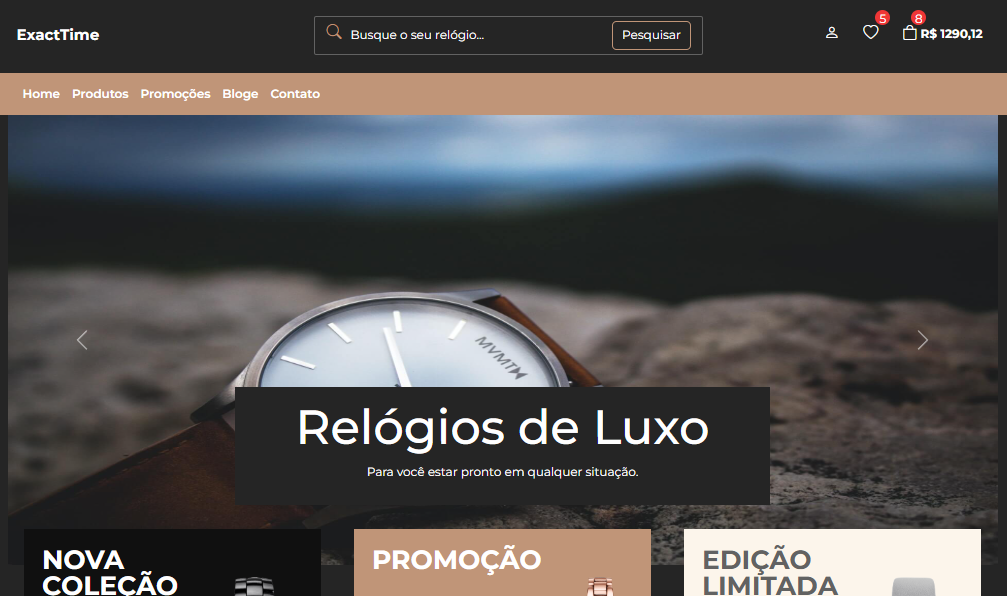 ExactTime
Busque o seu relógio...
Pesquisar
5
8
R$ 1290,12
Home Produtos Promoções Bloge Contato
MVMT
Relógios de Luxo
Para você estar pronto em qualquer situação.
NOVA
COLEÇÃO
PROMOÇÃO
EDIÇÃO
LIMITADA